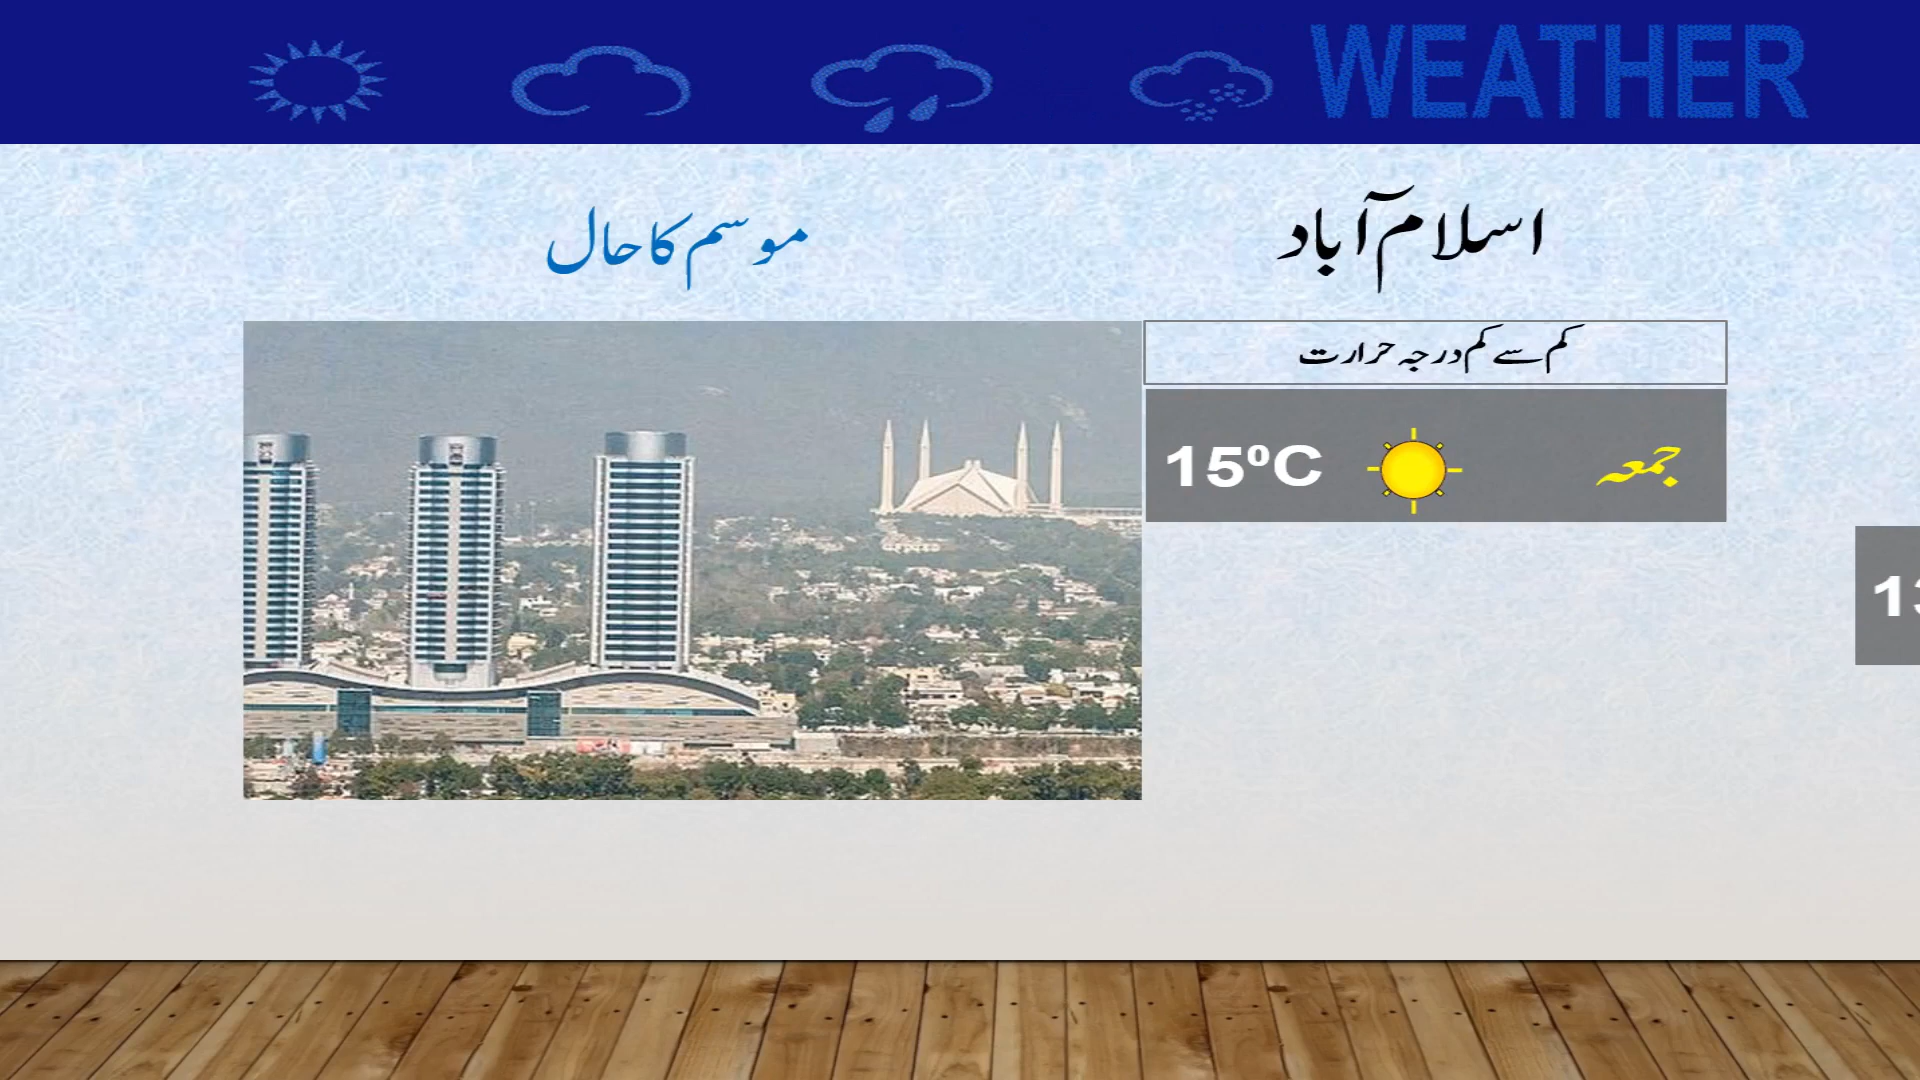 WEATHER
اسلام آباد
موسم کا حال
کم سے کم درجہ حرارت
جمعہ 15ºC